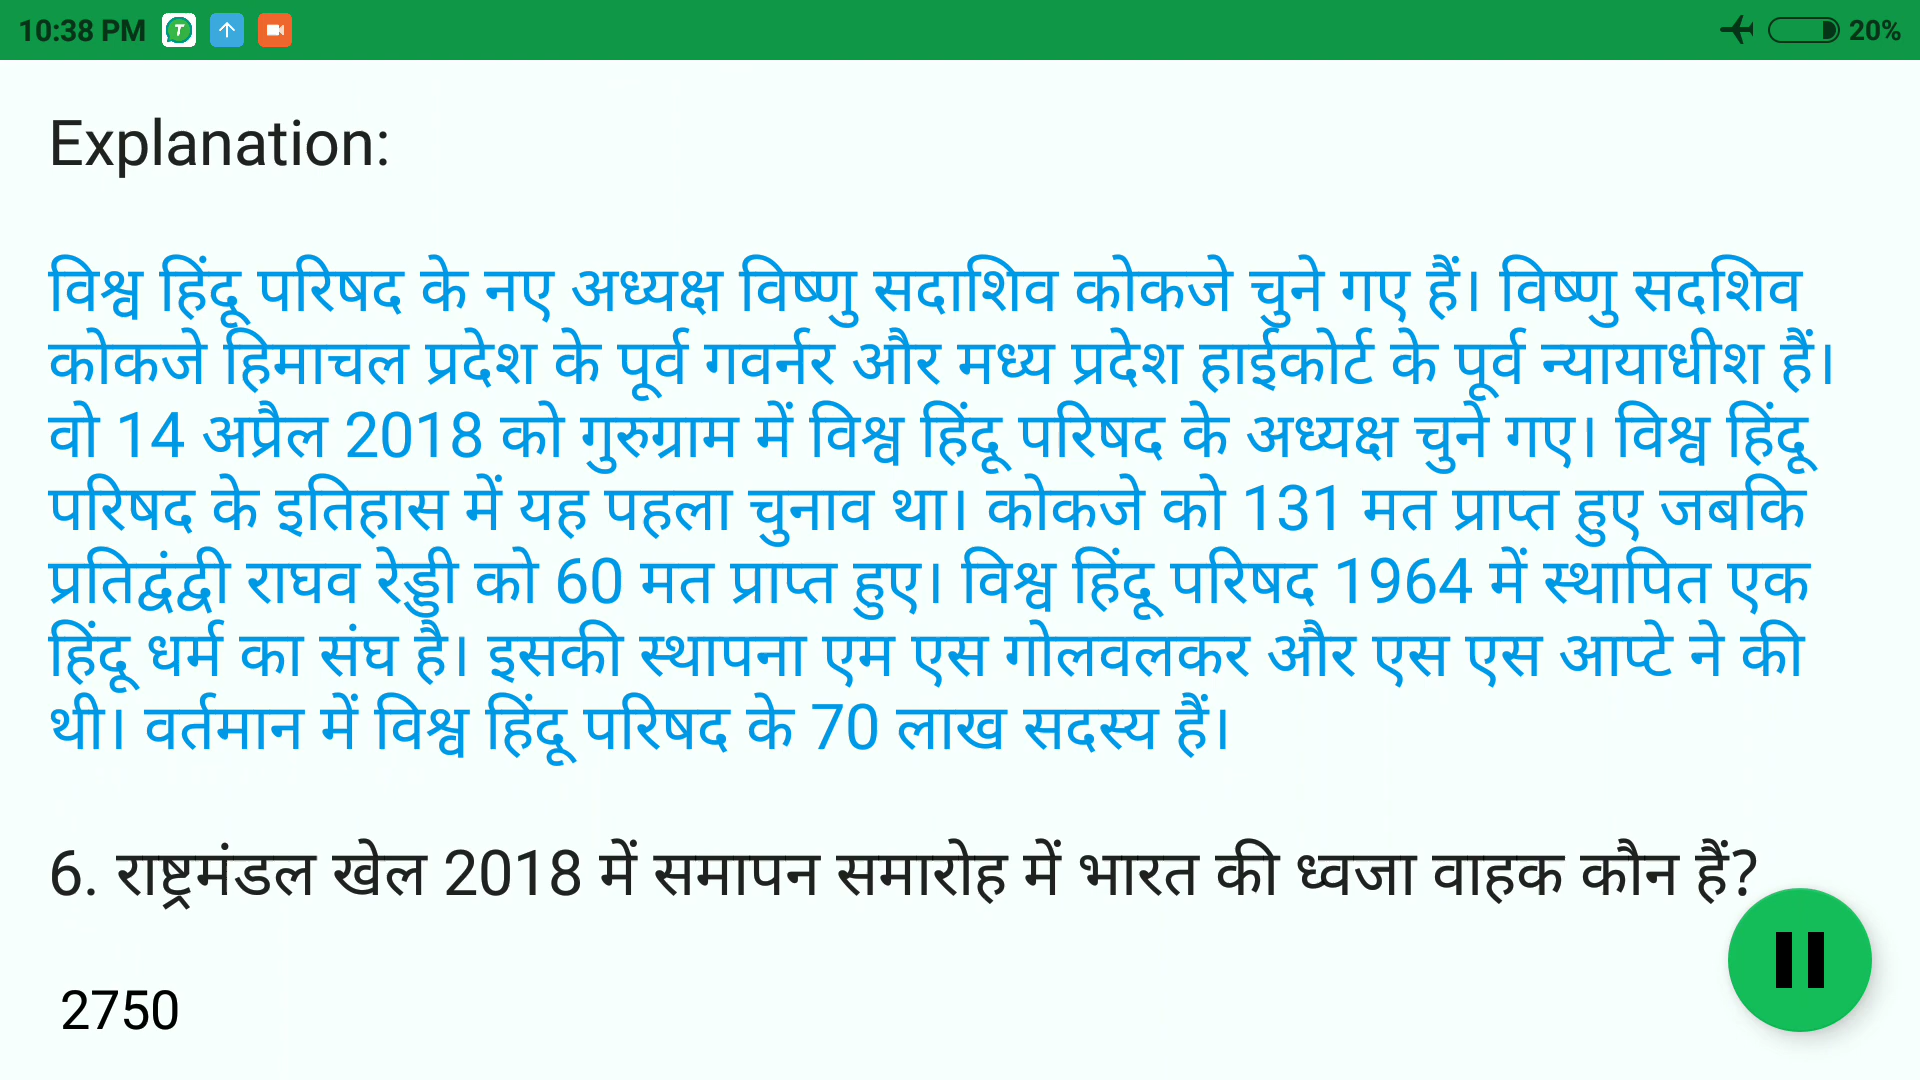 10:38 PM T 20%
Explanation:
विश्व हिंदू परिषद के नए अध्यक्ष विष्णु सदाशिव कोकजे चुने गए हैं। विष्णु सदशिव
कोकजे हिमाचल प्रदेश के पूर्व गवर्नर और मध्य प्रदेश हाईकोर्ट के पूर्व न्यायाधीश हैं।
वो 14 अप्रैल 2018 को गुरुग्राम में विश्व हिंदू परिषद के अध्यक्ष चुने गए। विश्व हिंदू
परिषद के इतिहास में यह पहला चुनाव था। कोकजे को 131 मत प्राप्त हुए जबकि
प्रतिद्वंद्वी राघव रेड्डी को 60 मत प्राप्त हुए। विश्व हिंदू परिषद 1964 में स्थापित एक
हिंदू धर्म का संघ है। इसकी स्थापना एम एस गोलवलकर और एस एस आप्टे ने की
थी। वर्तमान में विश्व हिंदू परिषद के 70 लाख सदस्य हैं।
6. राष्ट्रमंडल खेल 2018 में समापन समारोह में भारत की ध्वजा वाहक कौन हैं?
2750